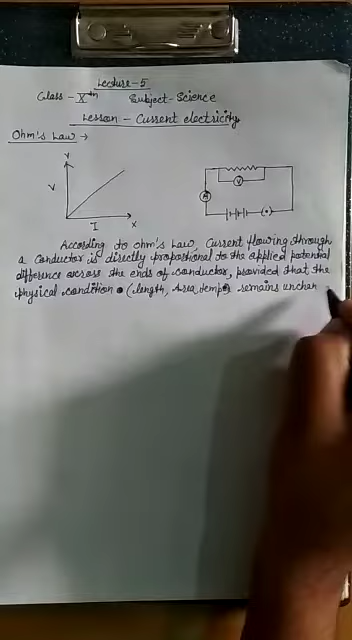 Lecture-5
Class - Xth Subject-Science
Lesson - Current electricity
Ohm's Law →
Y
V
I X
V
A
According to ohm's Law, Current flowing through
a Conductor is directly proportional to the applied potential
difference across the ends of conductor, provided that the
physical condition (length, Area, temp remains unchan